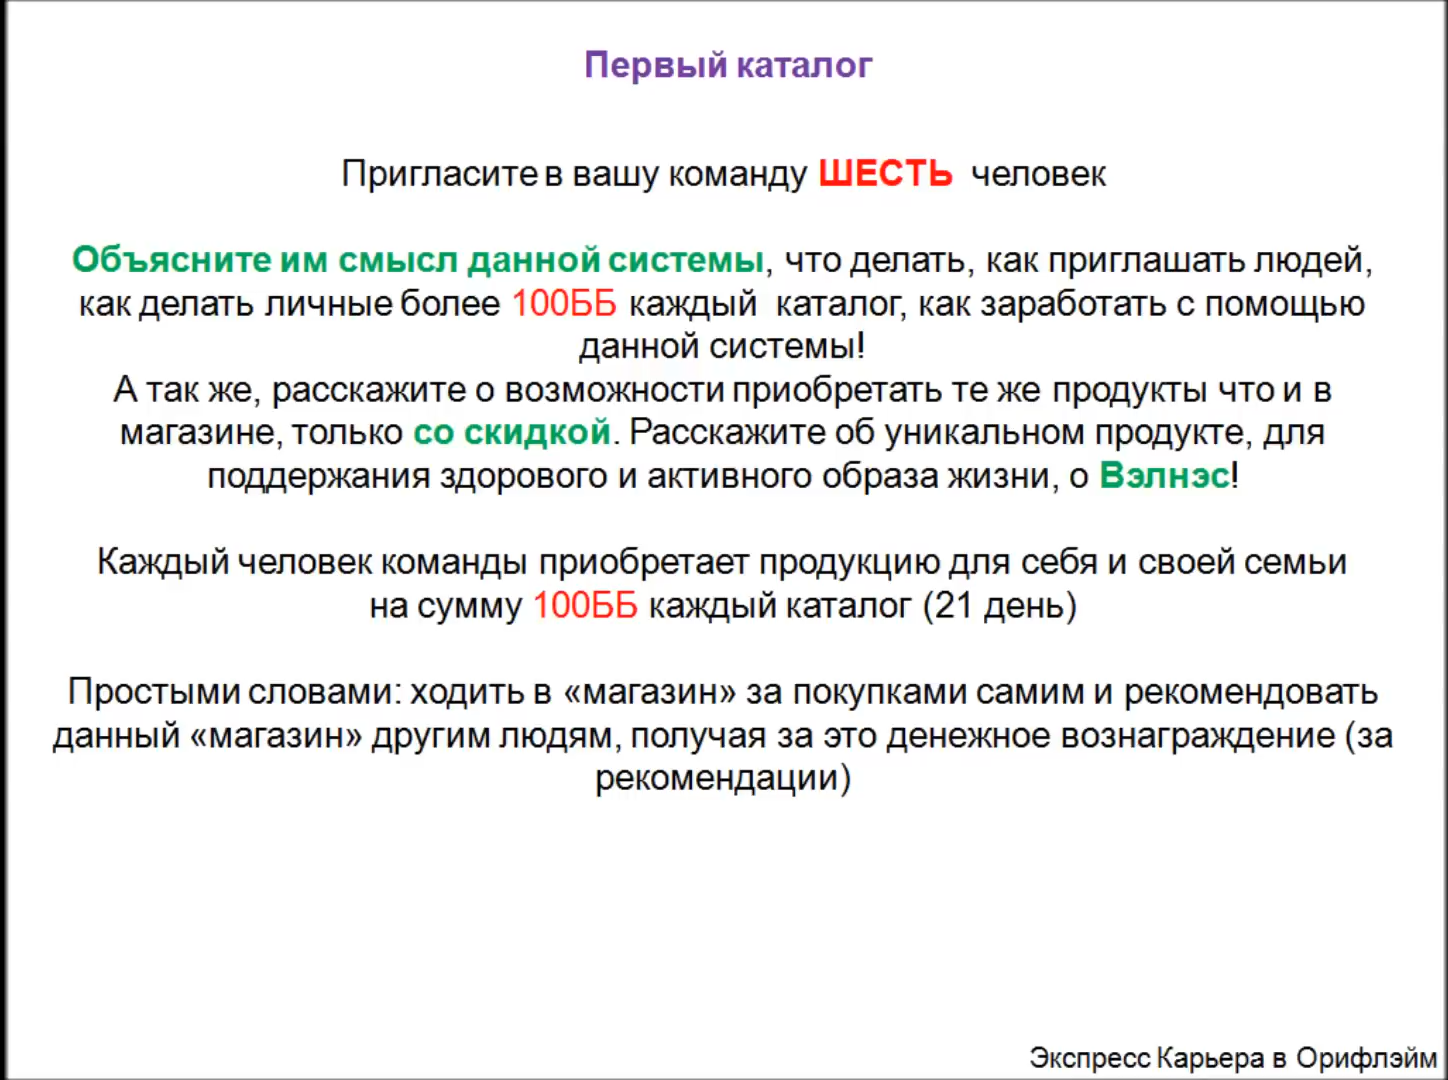 Первый каталог
Пригласите в вашу команду ШЕСТЬ человек
Объясните им смысл данной системы, что делать, как приглашать людей,
как делать личные более 100ББ каждый каталог, как заработать с помощью
данной системы!
А так же, расскажите о возможности приобретать те же продукты что и в
магазине, только со скидкой. Расскажите об уникальном продукте, для
поддержания здорового и активного образа жизни, о Вэлнэс!
Каждый человек команды приобретает продукцию для себя и своей семьи
на сумму 100ББ каждый каталог (21 день)
Простыми словами: ходить в «магазин» за покупками самим и рекомендовать
данный «магазин» другим людям, получая за это денежное вознаграждение (за
рекомендации)
Экспресс Карьера в Орифлэйм